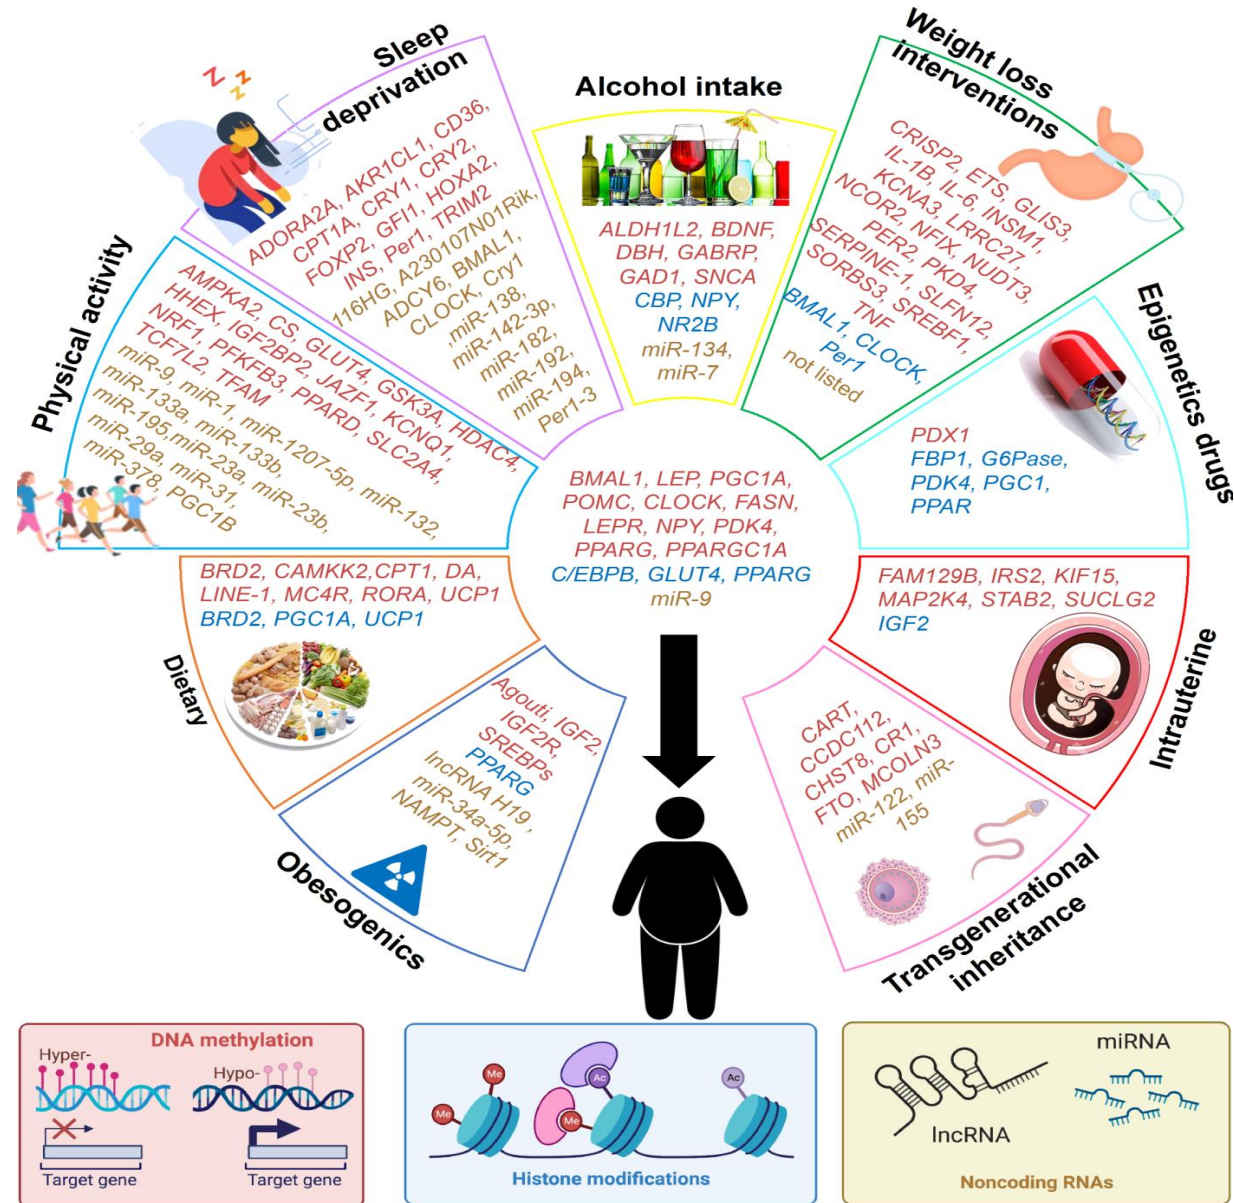 Sleep
deprivation
ADORA2A, AKR1CL1, CD36,
CPT1A, CRY1, CRY2,
FOXP2, GFI1, HOXA2,
INS, Per1, TRIM2
116HG, A230107N01Rik,
ADCY6, BMAL1,
CLOCK, Cry1
,miR-138,
miR-142-3p,
miR-182,
miR-192,
miR-194,
Per1-3
Alcohol intake
ALDH1L2, BDNF,
DBH, GABRP,
GAD1, SNCA
CBP, NPY,
NR2B
miR-134,
miR-7
Weight loss
interventions
CRISP2, ETS, GLIS3,
IL-1B, IL-6, INSM1,
KCNA3, LRRC27,
NCOR2, NFIX, NUDT3,
PER2, PKD4,
SERPINE-1, SLFN12,
SORBS3, SREBF1,
TNF
BMAL1, CLOCK,
Per1
not listed
Epigenetics drugs
PDX1
FBP1, G6Pase,
PDK4, PGC1,
PPAR
Intrauterine
FAM129B, IRS2, KIF15,
MAP2K4, STAB2, SUCLG2
IGF2
Transgenerational
inheritance
CART,
CCDC112,
CHST8, CR1,
FTO, MCOLN3
miR-122, miR-
155
Obesogenics
Agouti, IGF2,
IGF2R,
SREBPs
PPARG
lncRNA H19 ,
miR-34a-5p,
NAMPT, Sirt1
Dietary
BRD2, CAMKK2,CPT1, DA,
LINE-1, MC4R, RORA, UCP1
BRD2, PGC1A, UCP1
Physical activity
AMPKA2, CS, GLUT4, GSK3A, HDAC4,
HHEX, IGF2BP2, JAZF1, KCNQ1,
NRF1, PFKFB3, PPARD, SLC2A4,
TCF7L2, TFAM
miR-9, miR-1, miR-1207-5p, miR-132,
miR-133a, miR-133b,
miR-195,miR-23a, miR-23b,
miR-29a, miR-31,
miR-378, PGC1B
BMAL1, LEP, PGC1A,
POMC, CLOCK, FASN,
LEPR, NPY, PDK4,
PPARG, PPARGC1A
C/EBPB, GLUT4, PPARG
miR-9
z
z
z
DNA methylation
Hyper-
Hypo-
Target gene
Target gene
Me
Me
Me
Ac
Ac
Histone modifications
lncRNA
miRNA
Noncoding RNAs